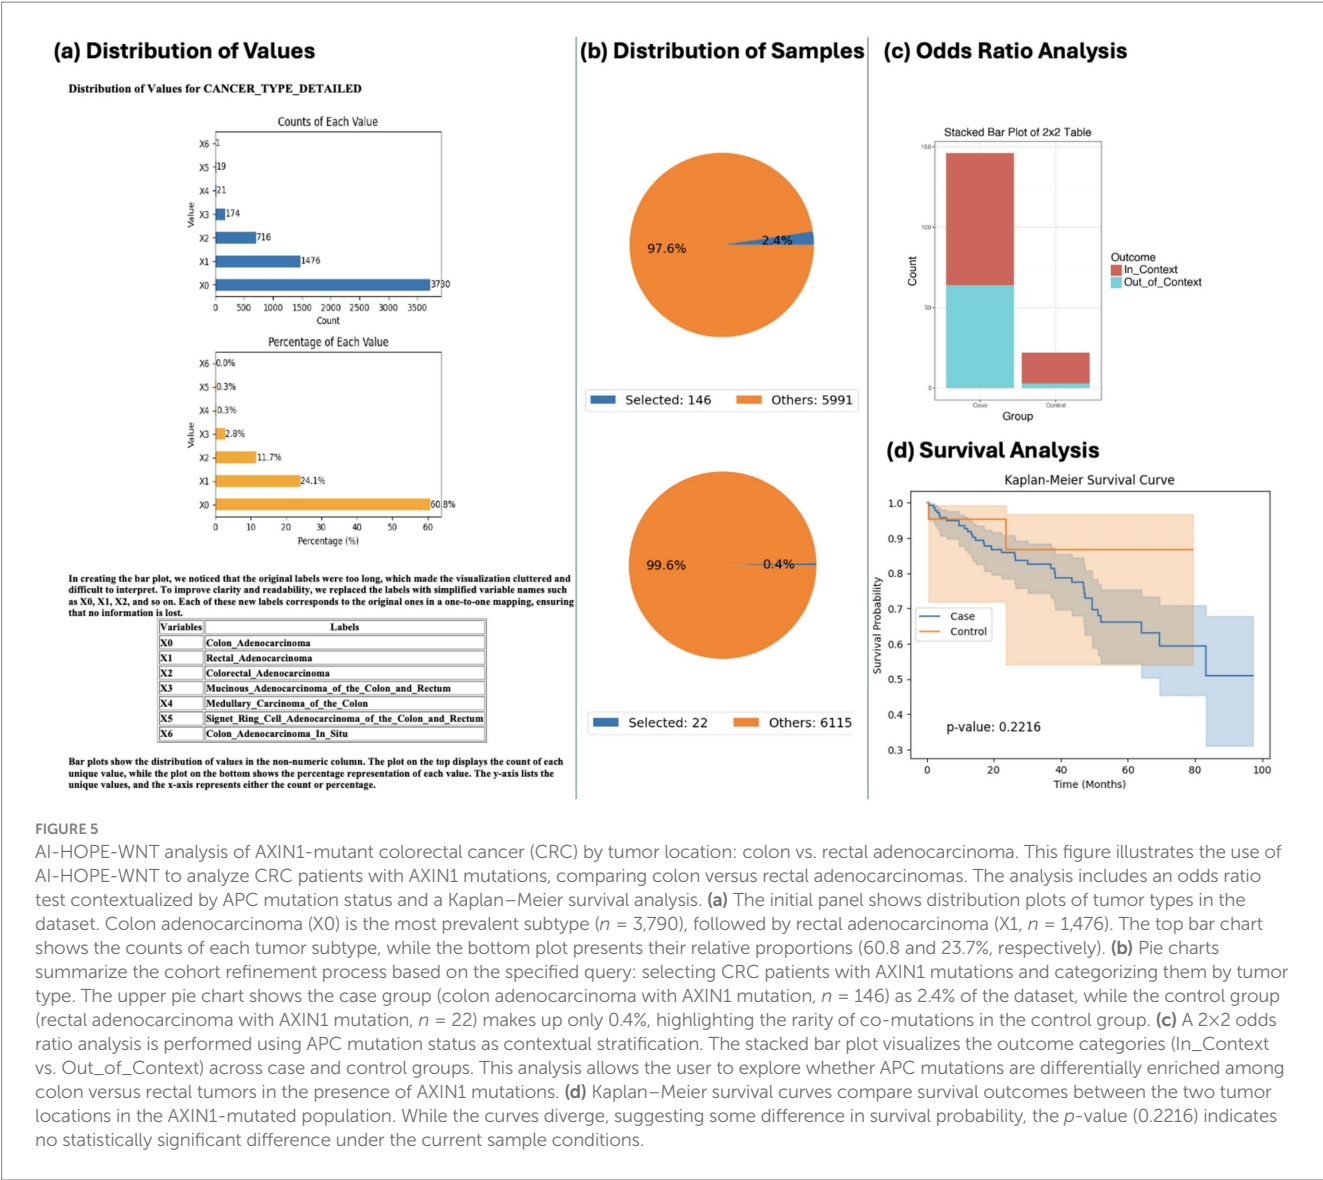 (a) Distribution of Values
Distribution of Values for CANCER_TYPE_DETAILED
Counts of Each Value
Value
X6 1
X5 19
X4 21
X3 174
X2 716
X1 1476
X0 3730
0 500 1000 1500 2000 2500 3000 3500
Count
Percentage of Each Value
Value
X6 0.0%
X5 0.3%
X4 0.3%
X3 2.8%
X2 11.7%
X1 24.1%
X0 60.8%
0 10 20 30 40 50 60
Percentage (%)
In creating the bar plot, we noticed that the original labels were too long, which made the visualization cluttered and
difficult to interpret. To improve clarity and readability, we replaced the labels with simplified variable names such
as X0, X1, X2, and so on. Each of these new labels corresponds to the original ones in a one-to-one mapping, ensuring
that no information is lost.
Variables Labels
X0 Colon_Adenocarcinoma
X1 Rectal_Adenocarcinoma
X2 Colorectal_Adenocarcinoma
X3 Mucinous_Adenocarcinoma_of_the_Colon_and_Rectum
X4 Medullary_Carcinoma_of_the_Colon
X5 Signet_Ring_Cell_Adenocarcinoma_of_the_Colon_and_Rectum
X6 Colon_Adenocarcinoma_In_Situ
Bar plots show the distribution of values in the non-numeric column. The plot on the top displays the count of each
unique value, while the plot on the bottom shows the percentage representation of each value. The y-axis lists the
unique values, and the x-axis represents either the count or percentage.
(b) Distribution of Samples
97.6%
2.4%
Selected: 146 Others: 5991
99.6%
0.4%
Selected: 22 Others: 6115
(c) Odds Ratio Analysis
Stacked Bar Plot of 2x2 Table
150
100
50
0
Count
Case Control
Group
Outcome
In_Context
Out_of_Context
(d) Survival Analysis
Kaplan-Meier Survival Curve
1.0
0.9
0.8
0.7
0.6
0.5
0.4
0.3
Survival Probability
Case
Control
p-value: 0.2216
0 20 40 60 80 100
Time (Months)
FIGURE 5
AI-HOPE-WNT analysis of AXIN1-mutant colorectal cancer (CRC) by tumor location: colon vs. rectal adenocarcinoma. This figure illustrates the use of
AI-HOPE-WNT to analyze CRC patients with AXIN1 mutations, comparing colon versus rectal adenocarcinomas. The analysis includes an odds ratio
test contextualized by APC mutation status and a Kaplan–Meier survival analysis. (a) The initial panel shows distribution plots of tumor types in the
dataset. Colon adenocarcinoma (X0) is the most prevalent subtype (n = 3,790), followed by rectal adenocarcinoma (X1, n = 1,476). The top bar chart
shows the counts of each tumor subtype, while the bottom plot presents their relative proportions (60.8 and 23.7%, respectively). (b) Pie charts
summarize the cohort refinement process based on the specified query: selecting CRC patients with AXIN1 mutations and categorizing them by tumor
type. The upper pie chart shows the case group (colon adenocarcinoma with AXIN1 mutation, n = 146) as 2.4% of the dataset, while the control group
(rectal adenocarcinoma with AXIN1 mutation, n = 22) makes up only 0.4%, highlighting the rarity of co-mutations in the control group. (c) A 2×2 odds
ratio analysis is performed using APC mutation status as contextual stratification. The stacked bar plot visualizes the outcome categories (In_Context
vs. Out_of_Context) across case and control groups. This analysis allows the user to explore whether APC mutations are differentially enriched among
colon versus rectal tumors in the presence of AXIN1 mutations. (d) Kaplan–Meier survival curves compare survival outcomes between the two tumor
locations in the AXIN1-mutated population. While the curves diverge, suggesting some difference in survival probability, the p-value (0.2216) indicates
no statistically significant difference under the current sample conditions.